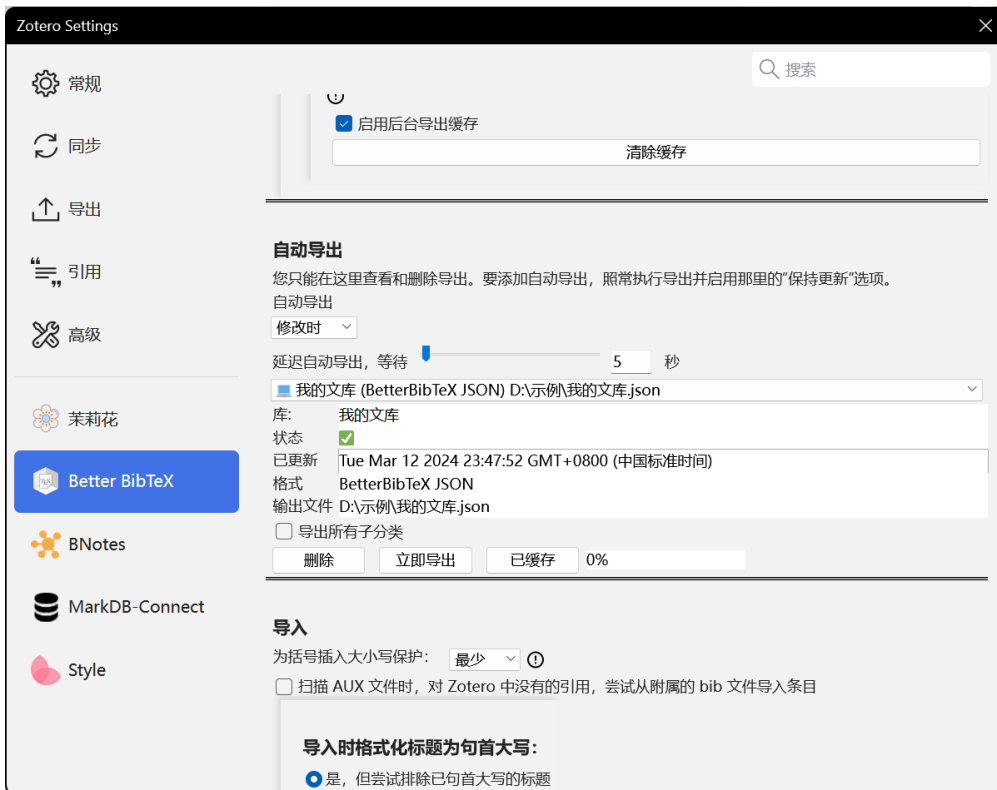 Zotero Settings
常规
同步
导出
引用
高级
茉莉花
Better BibTeX
BNotes
MarkDB-Connect
Style
搜索
启用后台导出缓存
清除缓存
自动导出
您只能在这里查看和删除导出。要添加自动导出，照常执行导出并启用那里的“保持更新”选项。
自动导出
修改时
延迟自动导出，等待 5 秒
我的文库 (BetterBibTeX JSON) D:\示例\我的文库.json
库: 我的文库
状态
已更新 Tue Mar 12 2024 23:47:52 GMT+0800 (中国标准时间)
格式 BetterBibTeX JSON
输出文件 D:\示例\我的文库.json
导出所有子分类
删除 立即导出 已缓存 0%
导入
为括号插入大小写保护： 最少
扫描 AUX 文件时，对 Zotero 中没有的引用，尝试从附属的 bib 文件导入条目
导入时格式化标题为句首大写：
是，但尝试排除已句首大写的标题